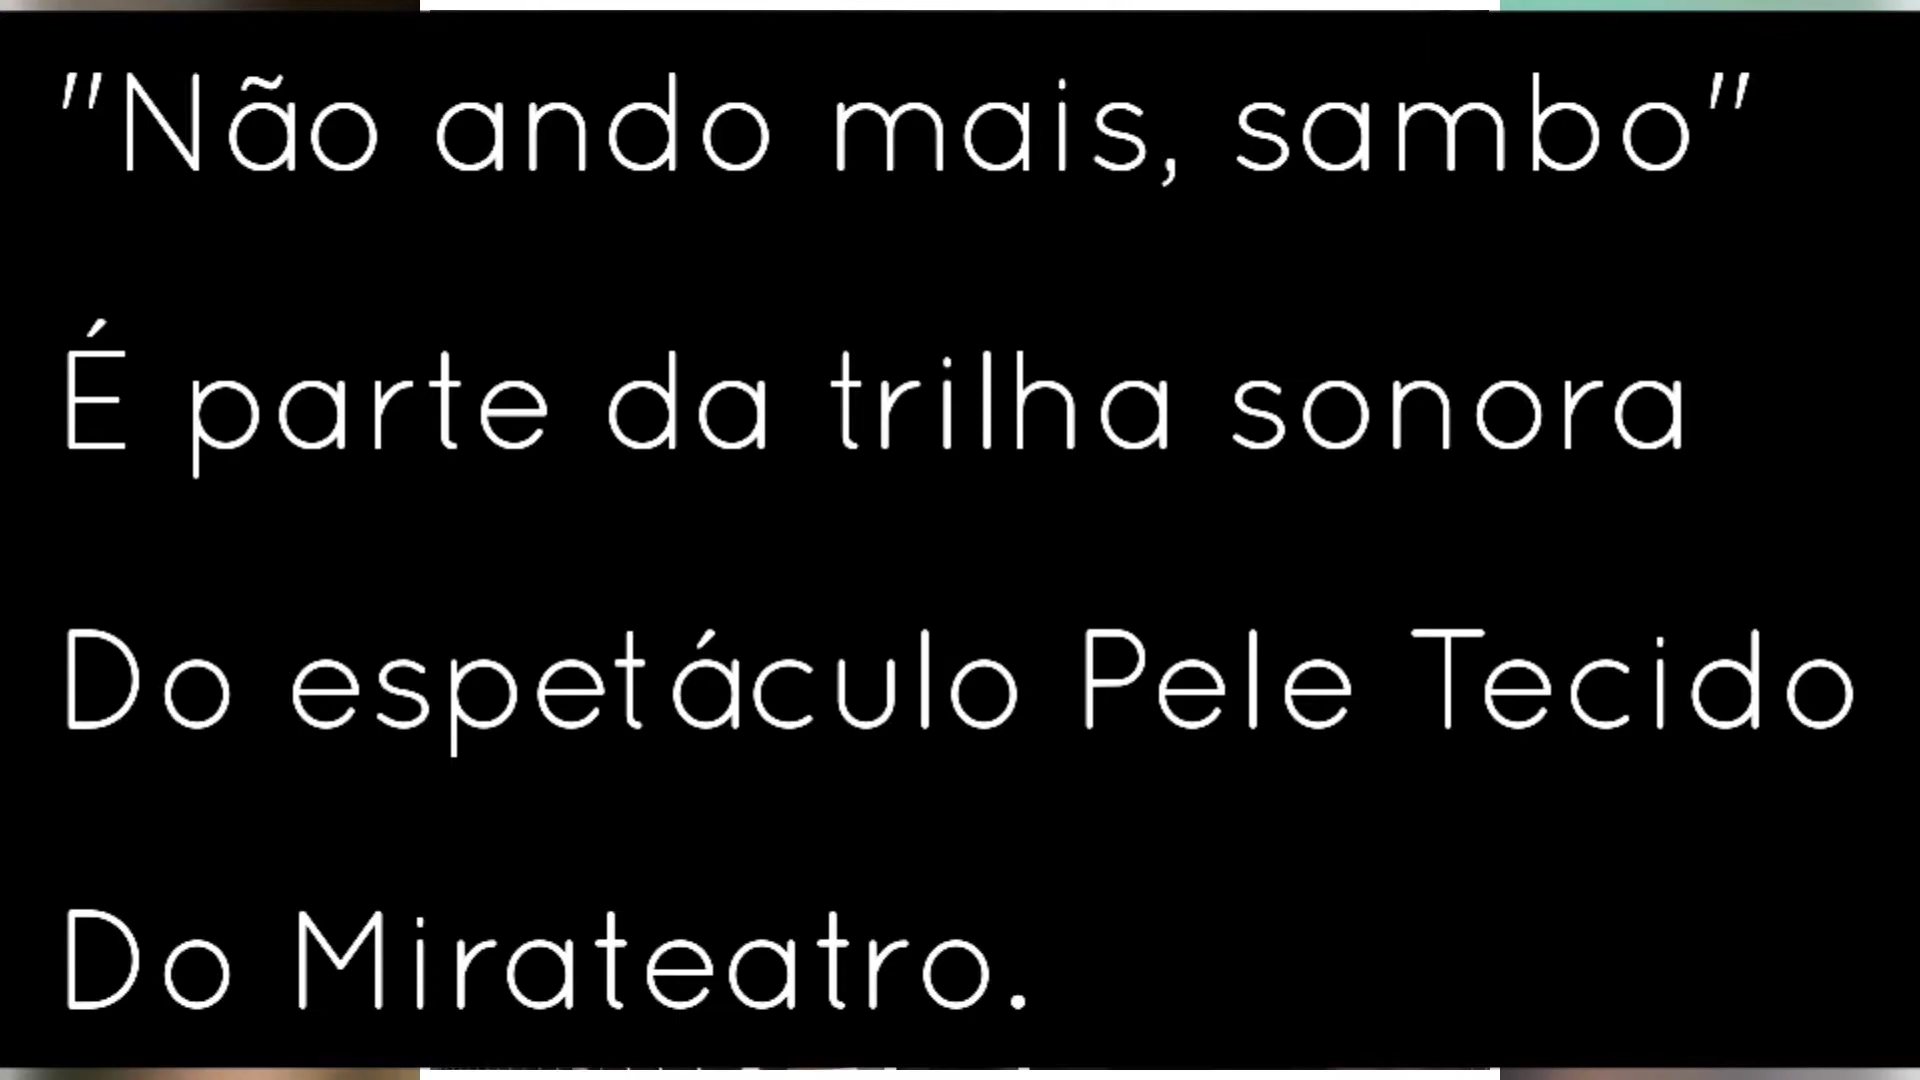 "Não ando mais, sambo"
É parte da trilha sonora
Do espetáculo Pele Tecido
Do Mirateatro.